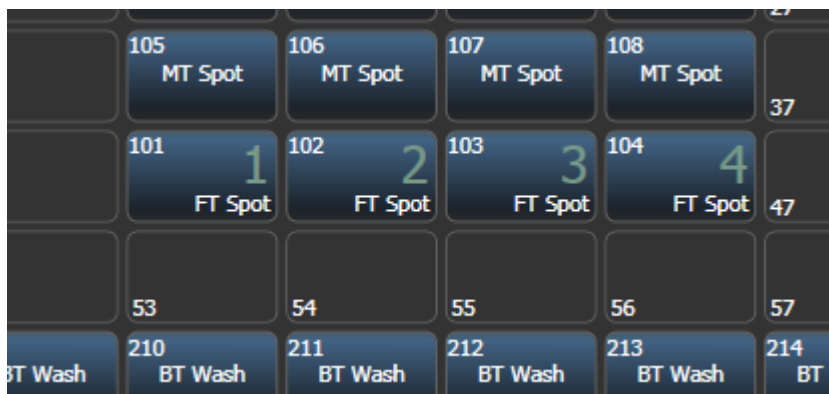 105 106 107 108
MT Spot MT Spot MT Spot MT Spot
37
101 1 102 2 103 3 104 4
FT Spot FT Spot FT Spot FT Spot 47
53 54 55 56 57
210 211 212 213 214
BT Wash BT Wash BT Wash BT Wash BT Wash BT